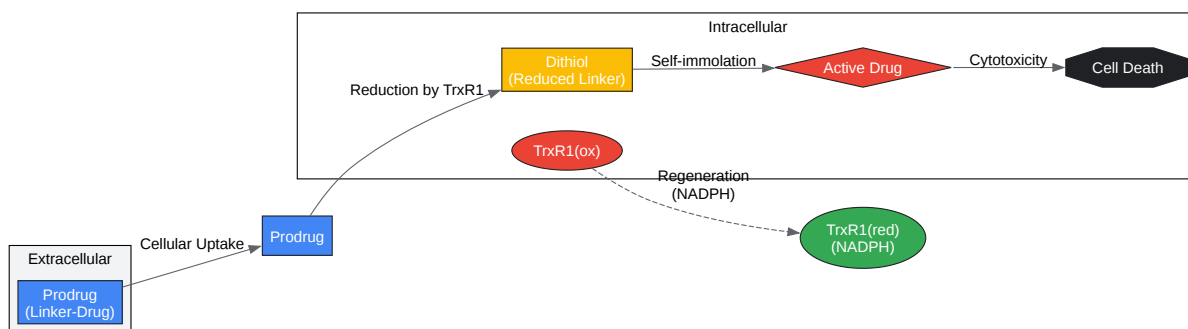 Intracellular
Dithiol
(Reduced Linker)
Self-immolation
Active Drug
Cytotoxicity
Cell Death
Reduction by TrxR1
TrxR1(ox)
Regeneration
(NADPH)
TrxR1(red)
(NADPH)
Prodrug
Cellular Uptake
Extracellular
Prodrug
(Linker-Drug)